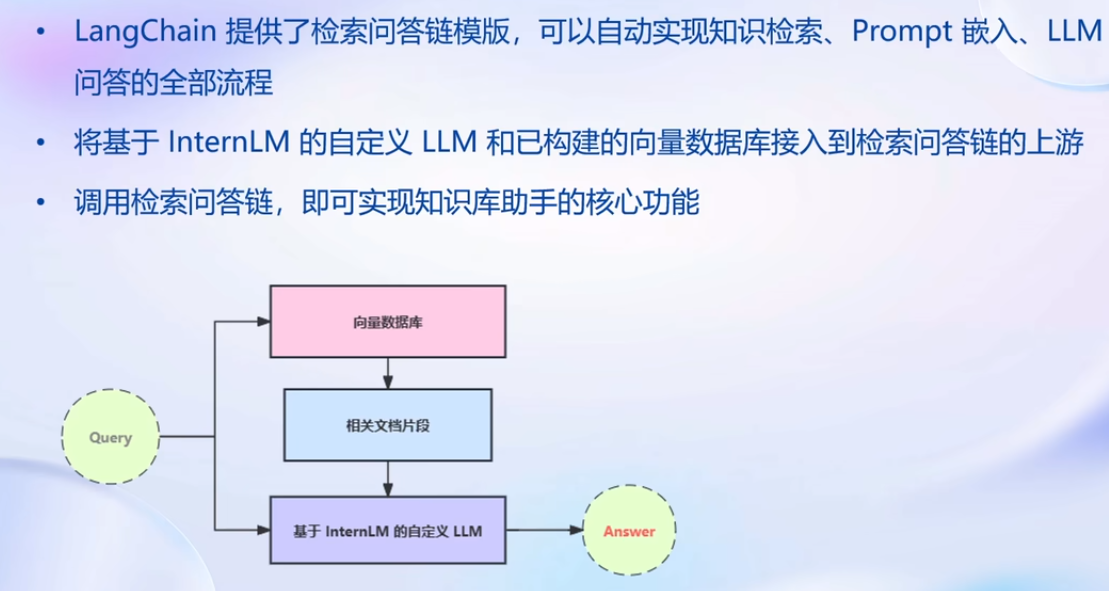 • LangChain 提供了检索问答链模版，可以自动实现知识检索、Prompt 嵌入、LLM
问答的全部流程
• 将基于 InternLM 的自定义 LLM 和已构建的向量数据库接入到检索问答链的上游
• 调用检索问答链，即可实现知识库助手的核心功能
向量数据库
相关文档片段
Query
基于 InternLM 的自定义 LLM
Answer